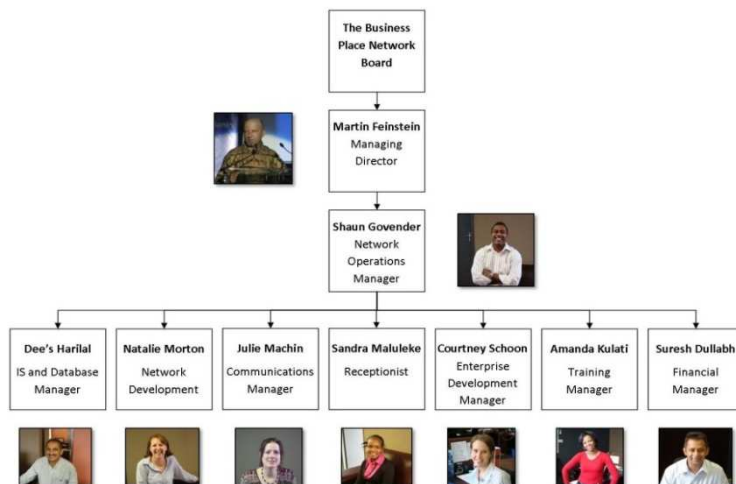 The Business
Place Network
Board
Martin Feinstein
Managing
Director
Shaun Govender
Network
Operations
Manager
Dee's Harilal
IS and Database
Manager
Natalie Morton
Network
Development
Julie Machin
Communications
Manager
Sandra Maluleke
Receptionist
Courtney Schoon
Enterprise
Development
Manager
Amanda Kulati
Training
Manager
Suresh Dullabh
Financial
Manager